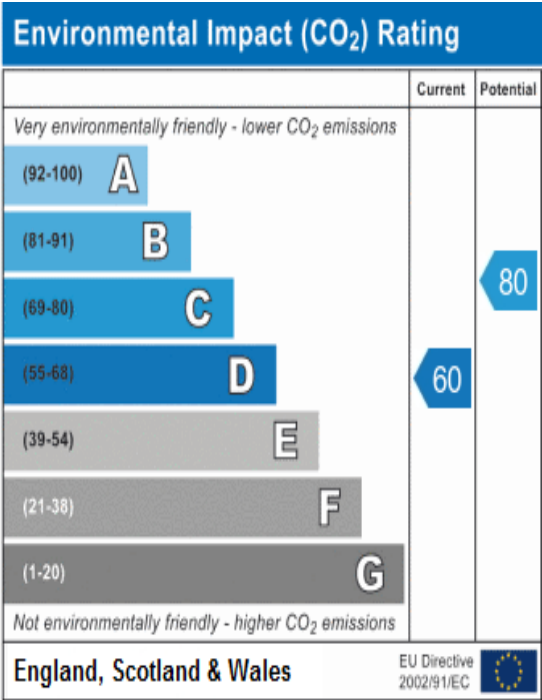 Environmental Impact (CO₂) Rating
Current Potential
Very environmentally friendly - lower CO₂ emissions
(92-100) A
(81-91) B
(69-80) C
80
(55-68) D
60
(39-54) E
(21-38) F
(1-20) G
Not environmentally friendly - higher CO₂ emissions
England, Scotland & Wales
EU Directive
2002/91/EC